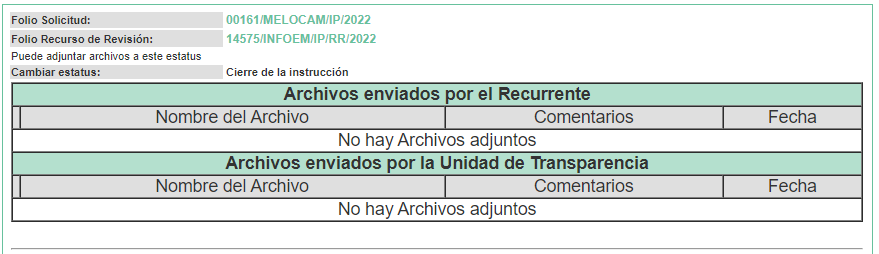 Folio Solicitud: 00161/MELOCAM/IP/2022
Folio Recurso de Revisión: 14575/INFOEM/IP/RR/2022
Puede adjuntar archivos a este estatus
Cambiar estatus: Cierre de la instrucción
Archivos enviados por el Recurrente
Nombre del Archivo Comentarios Fecha
No hay Archivos adjuntos
Archivos enviados por la Unidad de Transparencia
Nombre del Archivo Comentarios Fecha
No hay Archivos adjuntos